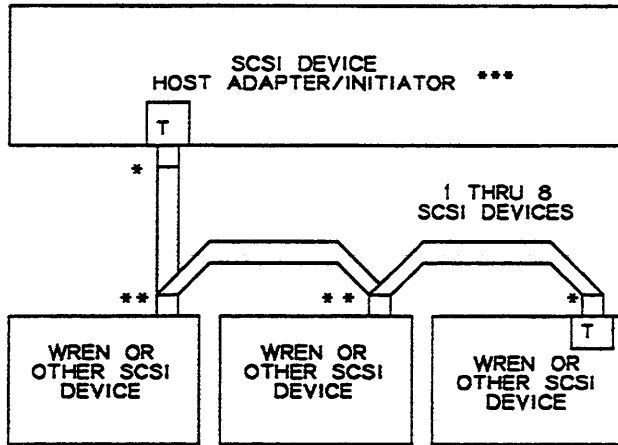 SCSI DEVICE
HOST ADAPTER/INITIATOR ***
T
*
1 THRU 8
SCSI DEVICES
** ** *
T
WREN OR
OTHER SCSI
DEVICE
WREN OR
OTHER SCSI
DEVICE
WREN OR
OTHER SCSI
DEVICE